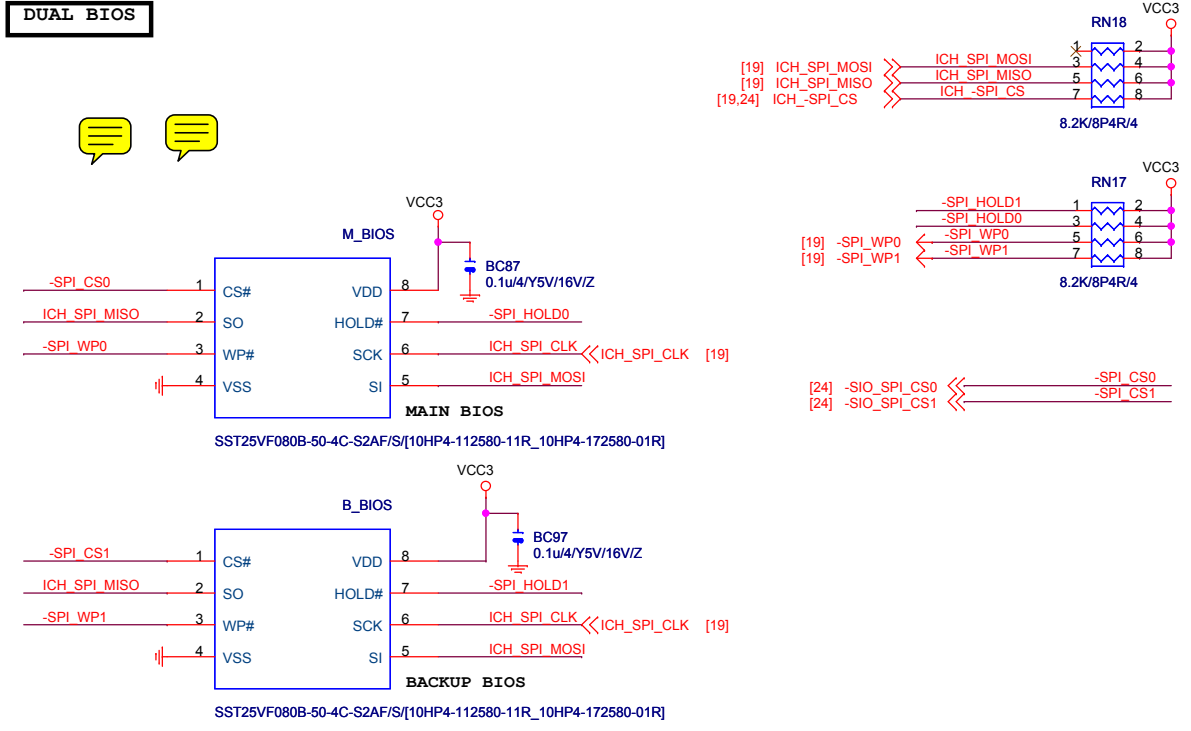 DUAL BIOS
VCC3
RN18
1 2
[19] ICH_SPI_MOSI ICH_SPI_MOSI 3 4
[19] ICH_SPI_MISO ICH_SPI_MISO 5 6
[19,24] ICH_-SPI_CS ICH_-SPI_CS 7 8
8.2K/8P4R/4
VCC3
RN17
-SPI_HOLD1 1 2
-SPI_HOLD0 3 4
[19] -SPI_WP0 -SPI_WP0 5 6
[19] -SPI_WP1 -SPI_WP1 7 8
8.2K/8P4R/4
VCC3
M_BIOS
BC87
0.1u/4/Y5V/16V/Z
-SPI_CS0 1 CS# VDD 8
ICH_SPI_MISO 2 SO HOLD# 7 -SPI_HOLD0
-SPI_WP0 3 WP# SCK 6 ICH_SPI_CLK ICH_SPI_CLK [19]
4 VSS SI 5 ICH_SPI_MOSI
MAIN BIOS
SST25VF080B-50-4C-S2AF/S/[10HP4-112580-11R_10HP4-172580-01R]
[24] -SIO_SPI_CS0 -SPI_CS0
[24] -SIO_SPI_CS1 -SPI_CS1
VCC3
B_BIOS
BC97
0.1u/4/Y5V/16V/Z
-SPI_CS1 1 CS# VDD 8
ICH_SPI_MISO 2 SO HOLD# 7 -SPI_HOLD1
-SPI_WP1 3 WP# SCK 6 ICH_SPI_CLK ICH_SPI_CLK [19]
4 VSS SI 5 ICH_SPI_MOSI
BACKUP BIOS
SST25VF080B-50-4C-S2AF/S/[10HP4-112580-11R_10HP4-172580-01R]